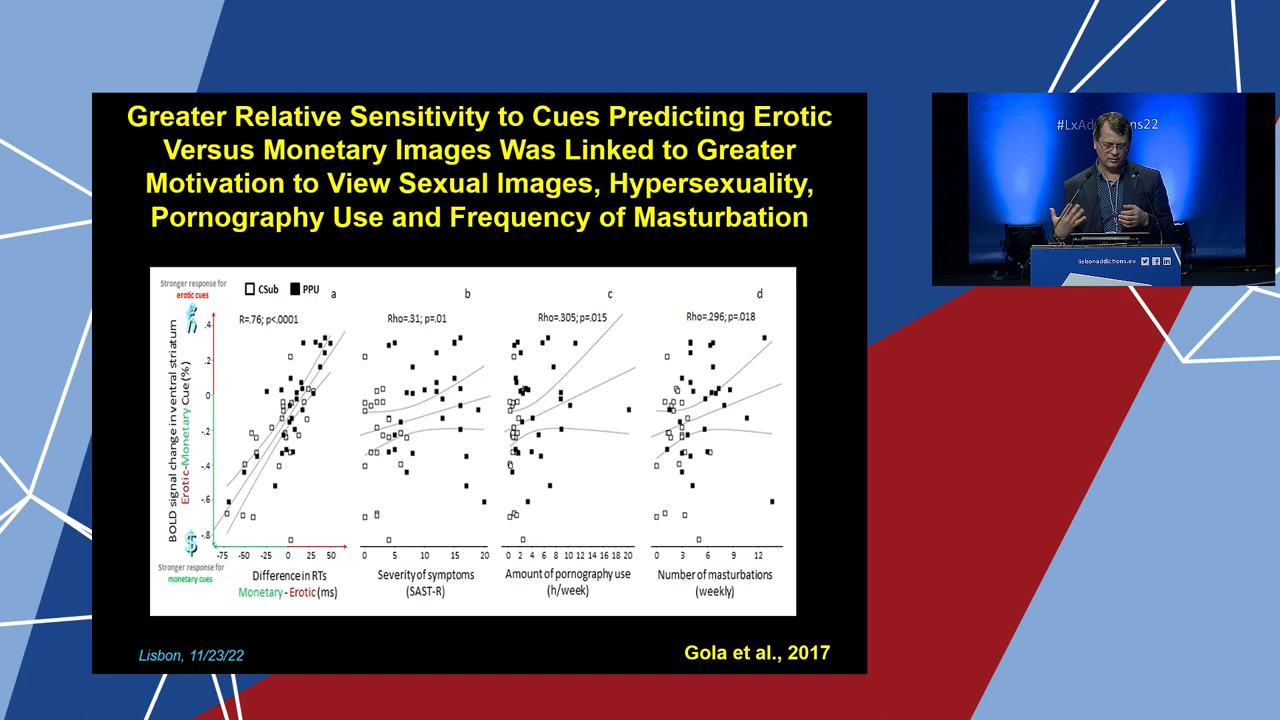 Greater Relative Sensitivity to Cues Predicting Erotic
Versus Monetary Images Was Linked to Greater
Motivation to View Sexual Images, Hypersexuality,
Pornography Use and Frequency of Masturbation
Stronger response for
erotic cues
CSub PPU
a b c d
R=.76; p<.0001
Rho=.31; p=.01
Rho=.305; p=.015
Rho=.296; p=.018
BOLD signal change in ventral striatum
Erotic-Monetary Cue (%)
.4
.2
0
-.2
-.4
-.6
-.8
$
Stronger response for
monetary cues
-75 -50 -25 0 25 50
Difference in RTs
Monetary - Erotic (ms)
0 5 10 15 20
Severity of symptoms
(SAST-R)
0 2 4 6 8 10 12 14 16 18 20
Amount of pornography use
(h/week)
0 3 6 9 12
Number of masturbations
(weekly)
Lisbon, 11/23/22
Gola et al., 2017
#LxAd ns22
lisbonaddictions.eu